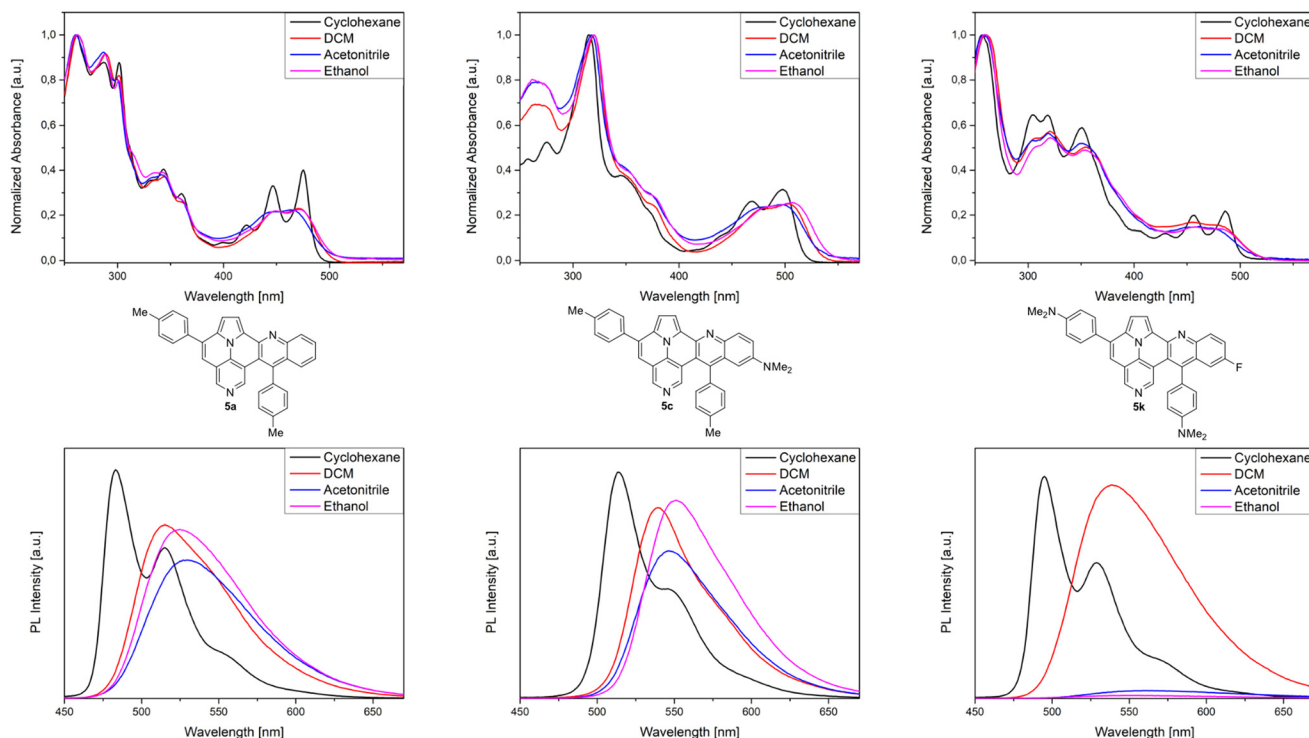 Normalized Absorbance [a.u.]
1,0
0,8
0,6
0,4
0,2
0,0
300
400
500
Wavelength [nm]
Cyclohexane
DCM
Acetonitrile
Ethanol
Normalized Absorbance [a.u.]
1,0
0,8
0,6
0,4
0,2
0,0
300
400
500
Wavelength [nm]
Cyclohexane
DCM
Acetonitrile
Ethanol
Normalized Absorbance [a.u.]
1,0
0,8
0,6
0,4
0,2
0,0
300
400
500
Wavelength [nm]
Cyclohexane
DCM
Acetonitrile
Ethanol
Me
N
N
N
5a
Me
Me
N
N
N
NMe2
5c
Me
Me2N
N
N
N
F
5k
NMe2
PL Intensity [a.u.]
450
500
550
600
650
Wavelength [nm]
Cyclohexane
DCM
Acetonitrile
Ethanol
PL Intensity [a.u.]
450
500
550
600
650
Wavelength [nm]
Cyclohexane
DCM
Acetonitrile
Ethanol
PL Intensity [a.u.]
450
500
550
600
650
Wavelength [nm]
Cyclohexane
DCM
Acetonitrile
Ethanol